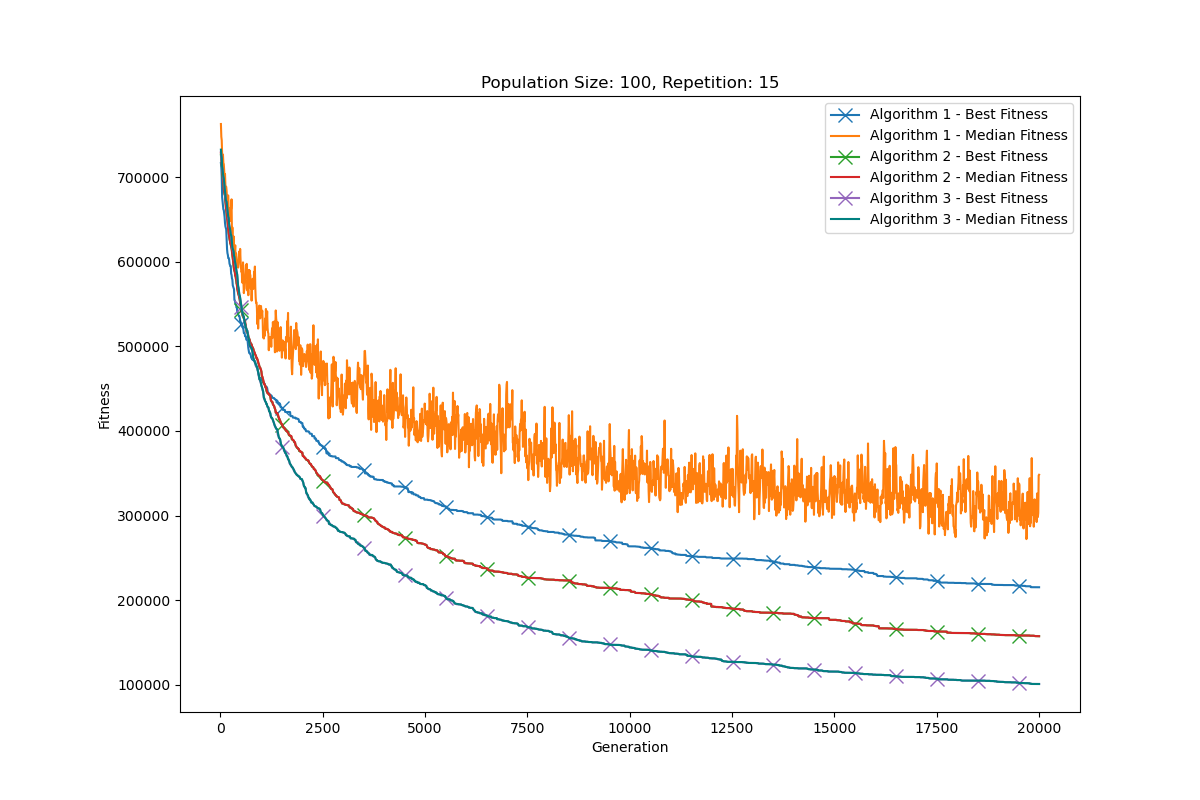 Population Size: 100, Repetition: 15
Algorithm 1 - Best Fitness
Algorithm 1 - Median Fitness
Algorithm 2 - Best Fitness
Algorithm 2 - Median Fitness
Algorithm 3 - Best Fitness
Algorithm 3 - Median Fitness
700000
600000
500000
400000
300000
200000
100000
Fitness
0 2500 5000 7500 10000 12500 15000 17500 20000
Generation